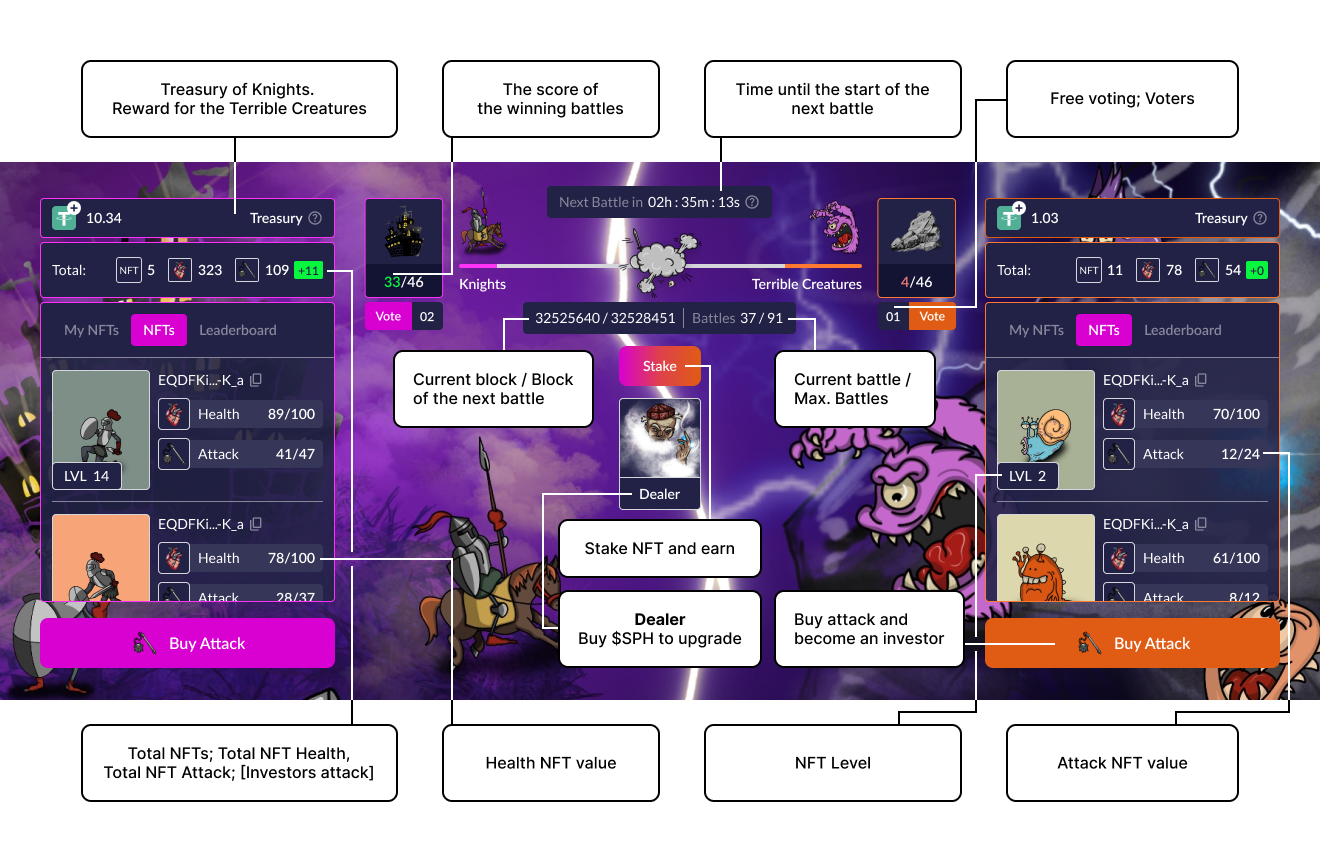 Treasury of Knights.
Reward for the Terrible Creatures
The score of
the winning battles
Time until the start of the
next battle
Free voting; Voters
10.34 Treasury
Total: NFT 5 323 109 +11
My NFTs NFTs Leaderboard
EQDFKi...-K_a
Health 89/100
Attack 41/47
LVL 14
EQDFKi...-K_a
Health 78/100
Attack 28/37
Buy Attack
33/46
Vote 02
Next Battle in 02h : 35m : 13s
Knights
Terrible Creatures
4/46
01 Vote
32525640 / 32528451 Battles 37 / 91
Current block / Block
of the next battle
Stake
Current battle /
Max. Battles
Dealer
Stake NFT and earn
Dealer
Buy $SPH to upgrade
Buy attack and
become an investor
1.03 Treasury
Total: NFT 11 78 54 +0
My NFTs NFTs Leaderboard
EQDFKi...-K_a
Health 70/100
Attack 12/24
LVL 2
EQDFKi...-K_a
Health 61/100
Attack 8/12
Buy Attack
Total NFTs; Total NFT Health,
Total NFT Attack; [Investors attack]
Health NFT value
NFT Level
Attack NFT value